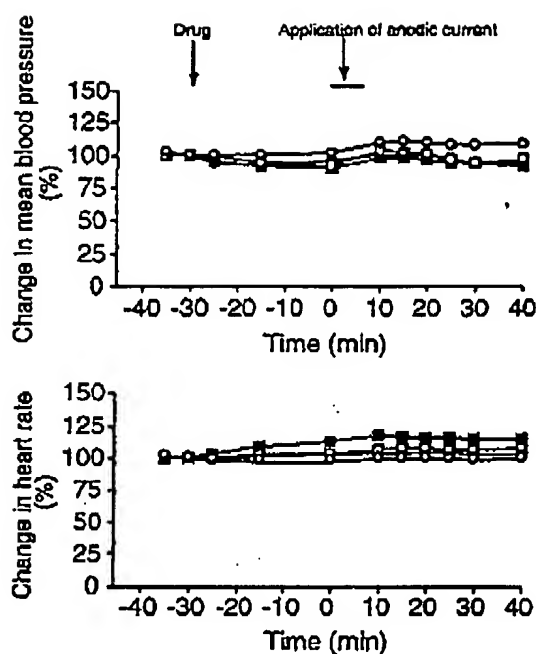 Drug Application of anodic current
Change in mean blood pressure
(%)
150
125
100
75
50
25
0
-40 -30 -20 -10 0 10 20 30 40
Time (min)
Change in heart rate
(%)
150
125
100
75
50
25
0
-40 -30 -20 -10 0 10 20 30 40
Time (min)